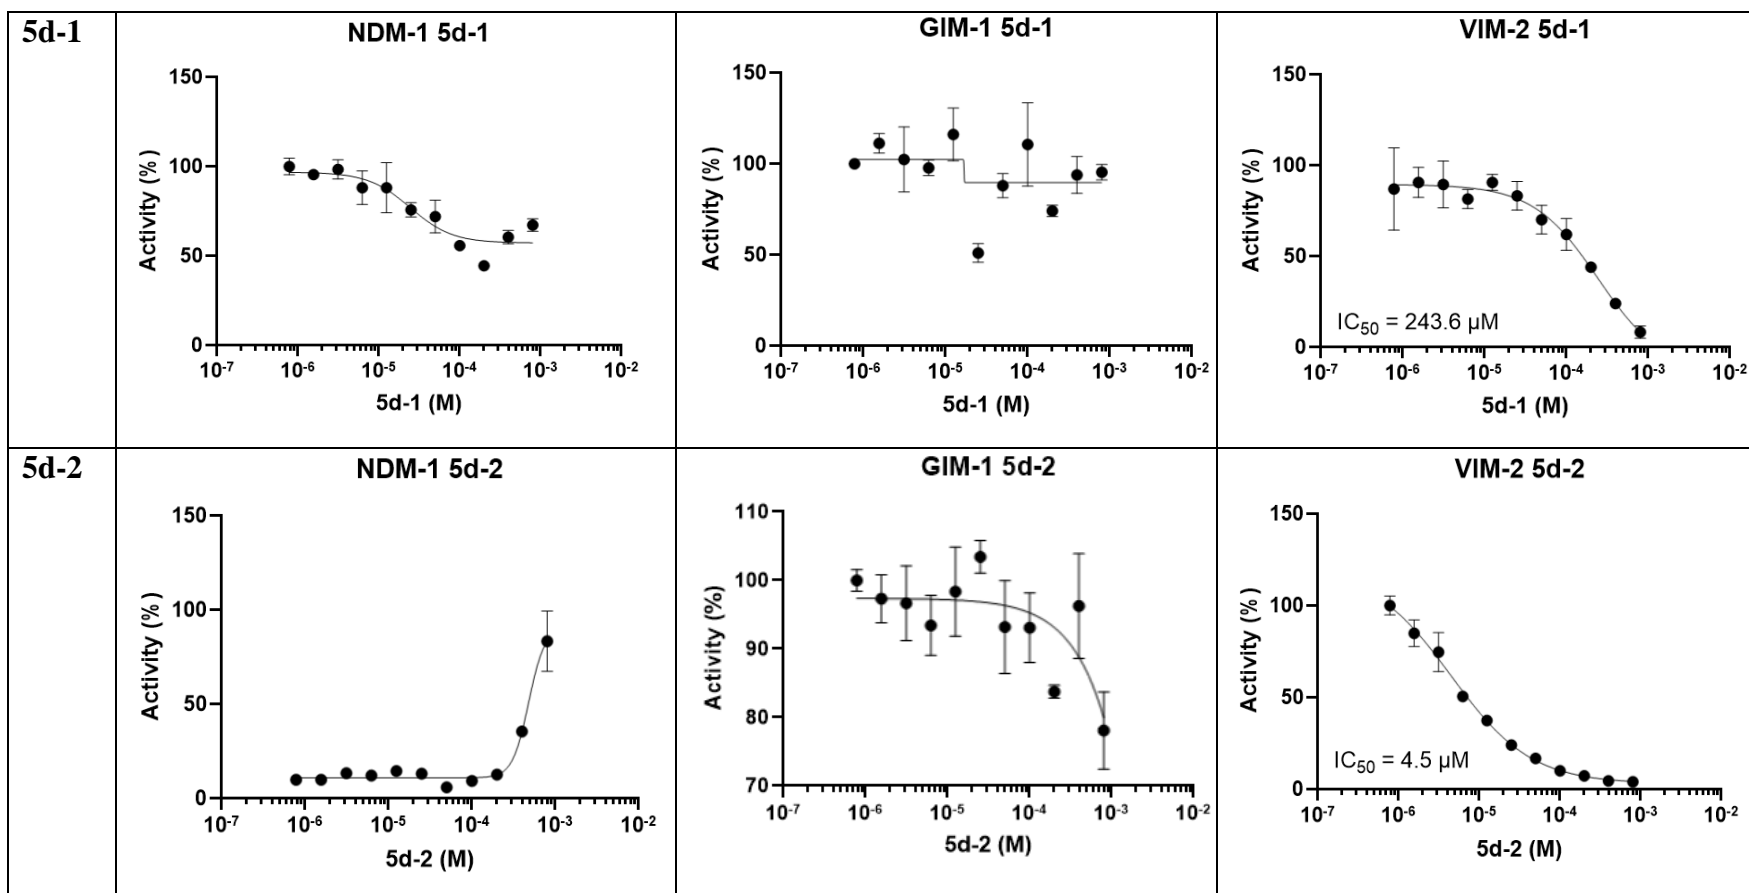 5d-1
NDM-1 5d-1
150
100
50
0
Activity (%)
10-7 10-6 10-5 10-4 10-3 10-2
5d-1 (M)
GIM-1 5d-1
150
100
50
0
Activity (%)
10-7 10-6 10-5 10-4 10-3 10-2
5d-1 (M)
VIM-2 5d-1
150
100
50
0
Activity (%)
IC50 = 243.6 µM
10-7 10-6 10-5 10-4 10-3 10-2
5d-1 (M)
5d-2
NDM-1 5d-2
150
100
50
0
Activity (%)
10-7 10-6 10-5 10-4 10-3 10-2
5d-2 (M)
GIM-1 5d-2
110
100
90
80
70
Activity (%)
10-7 10-6 10-5 10-4 10-3 10-2
5d-2 (M)
VIM-2 5d-2
150
100
50
0
Activity (%)
IC50 = 4.5 µM
10-7 10-6 10-5 10-4 10-3 10-2
5d-2 (M)